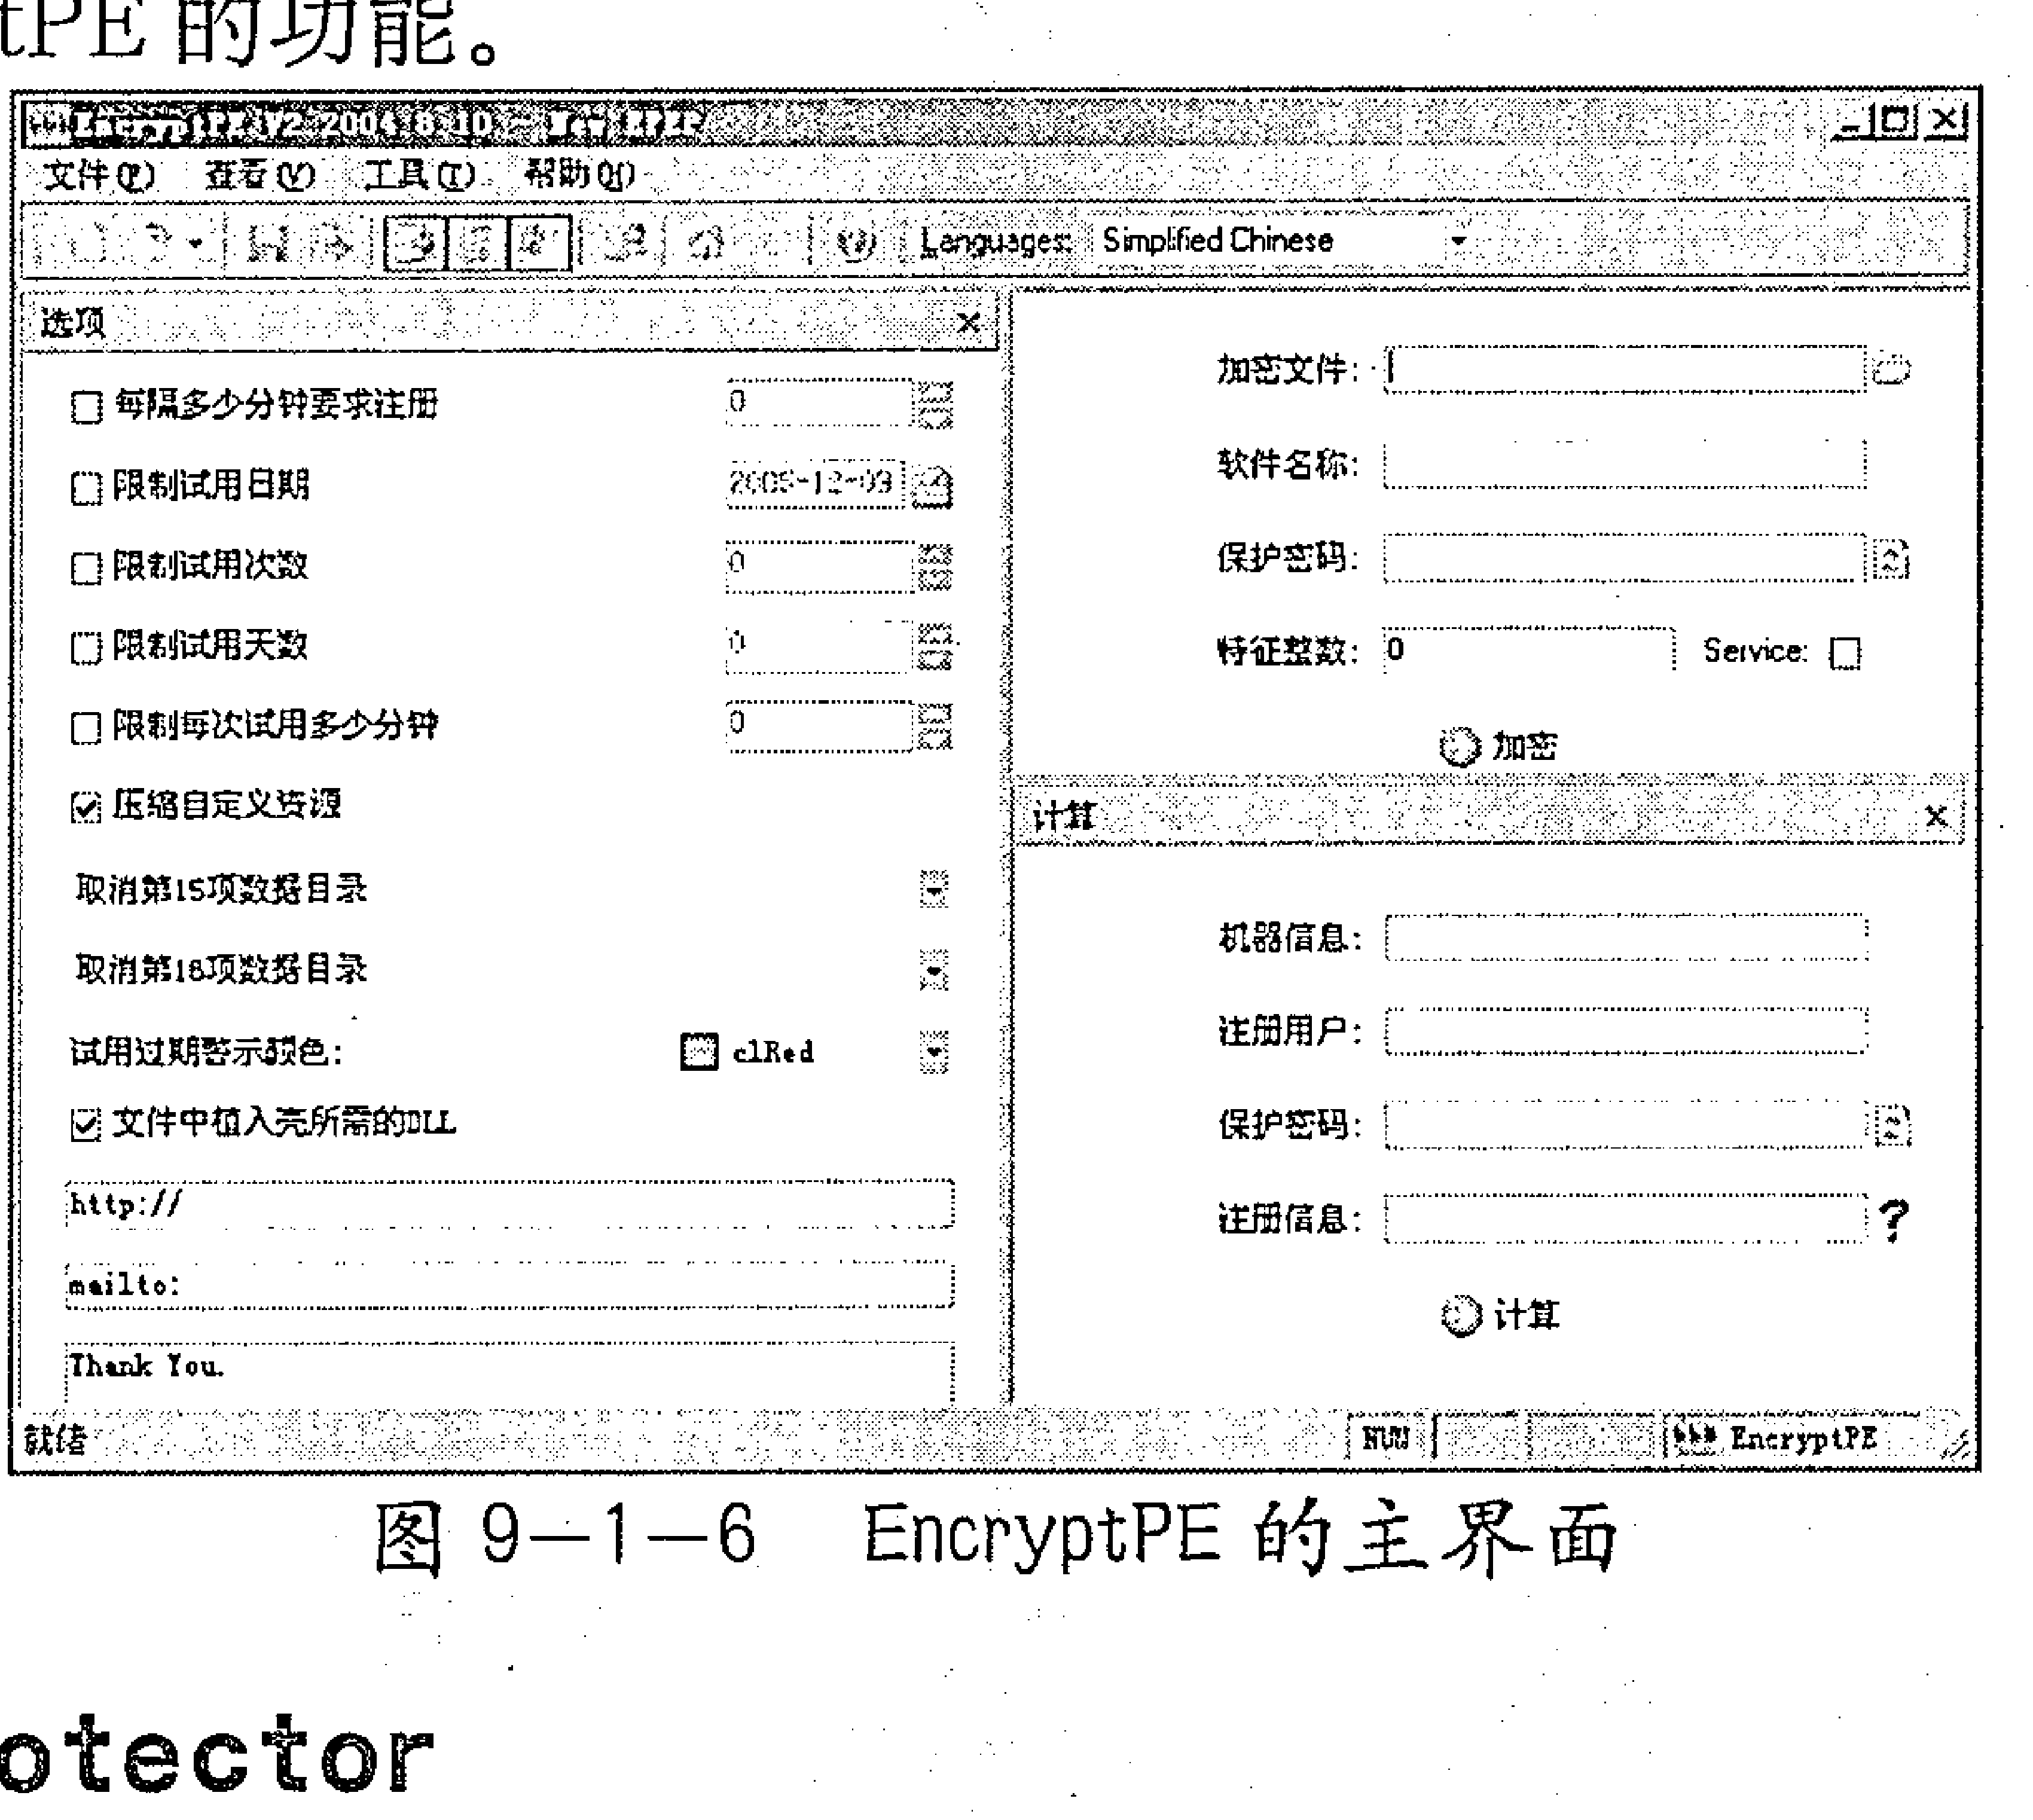 tPE 的功能。
EncryptPE V2.2004.8.10 - New EPEP
文件(F) 查看(V) 工具(T) 帮助(H)
Languages: Simplified Chinese
选项
每隔多少分钟要求注册 0
限制试用日期
限制试用次数 0
限制试用天数 0
限制每次试用多少分钟 0
压缩自定义资源
取消第15项数据目录
取消第16项数据目录
试用过期警示颜色: clRed
文件中植入壳所需的DLL
http://
mailto:
Thank You.
加密文件:
软件名称:
保护密码:
特征整数: 0 Service:
加密
计算
机器信息:
注册用户:
保护密码:
注册信息: ?
计算
就绪 NUM EncryptPE
图 9-1-6 EncryptPE 的主界面
otector